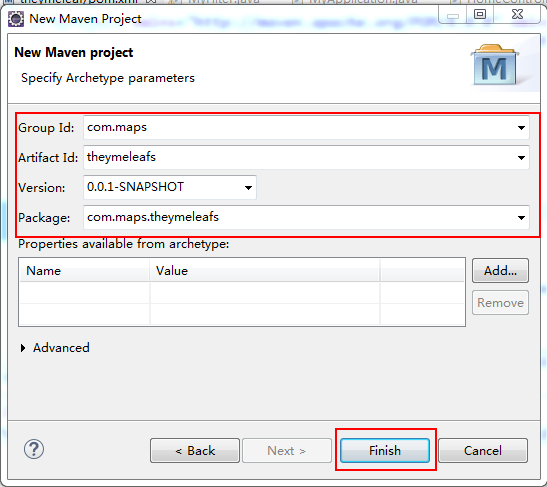 New Maven Project
New Maven project
Specify Archetype parameters
M
Group Id: com.maps
Artifact Id: theymeleafs
Version: 0.0.1-SNAPSHOT
Package: com.maps.theymeleafs
Properties available from archetype:
Name Value
Add...
Remove
Advanced
?
< Back Next > Finish Cancel